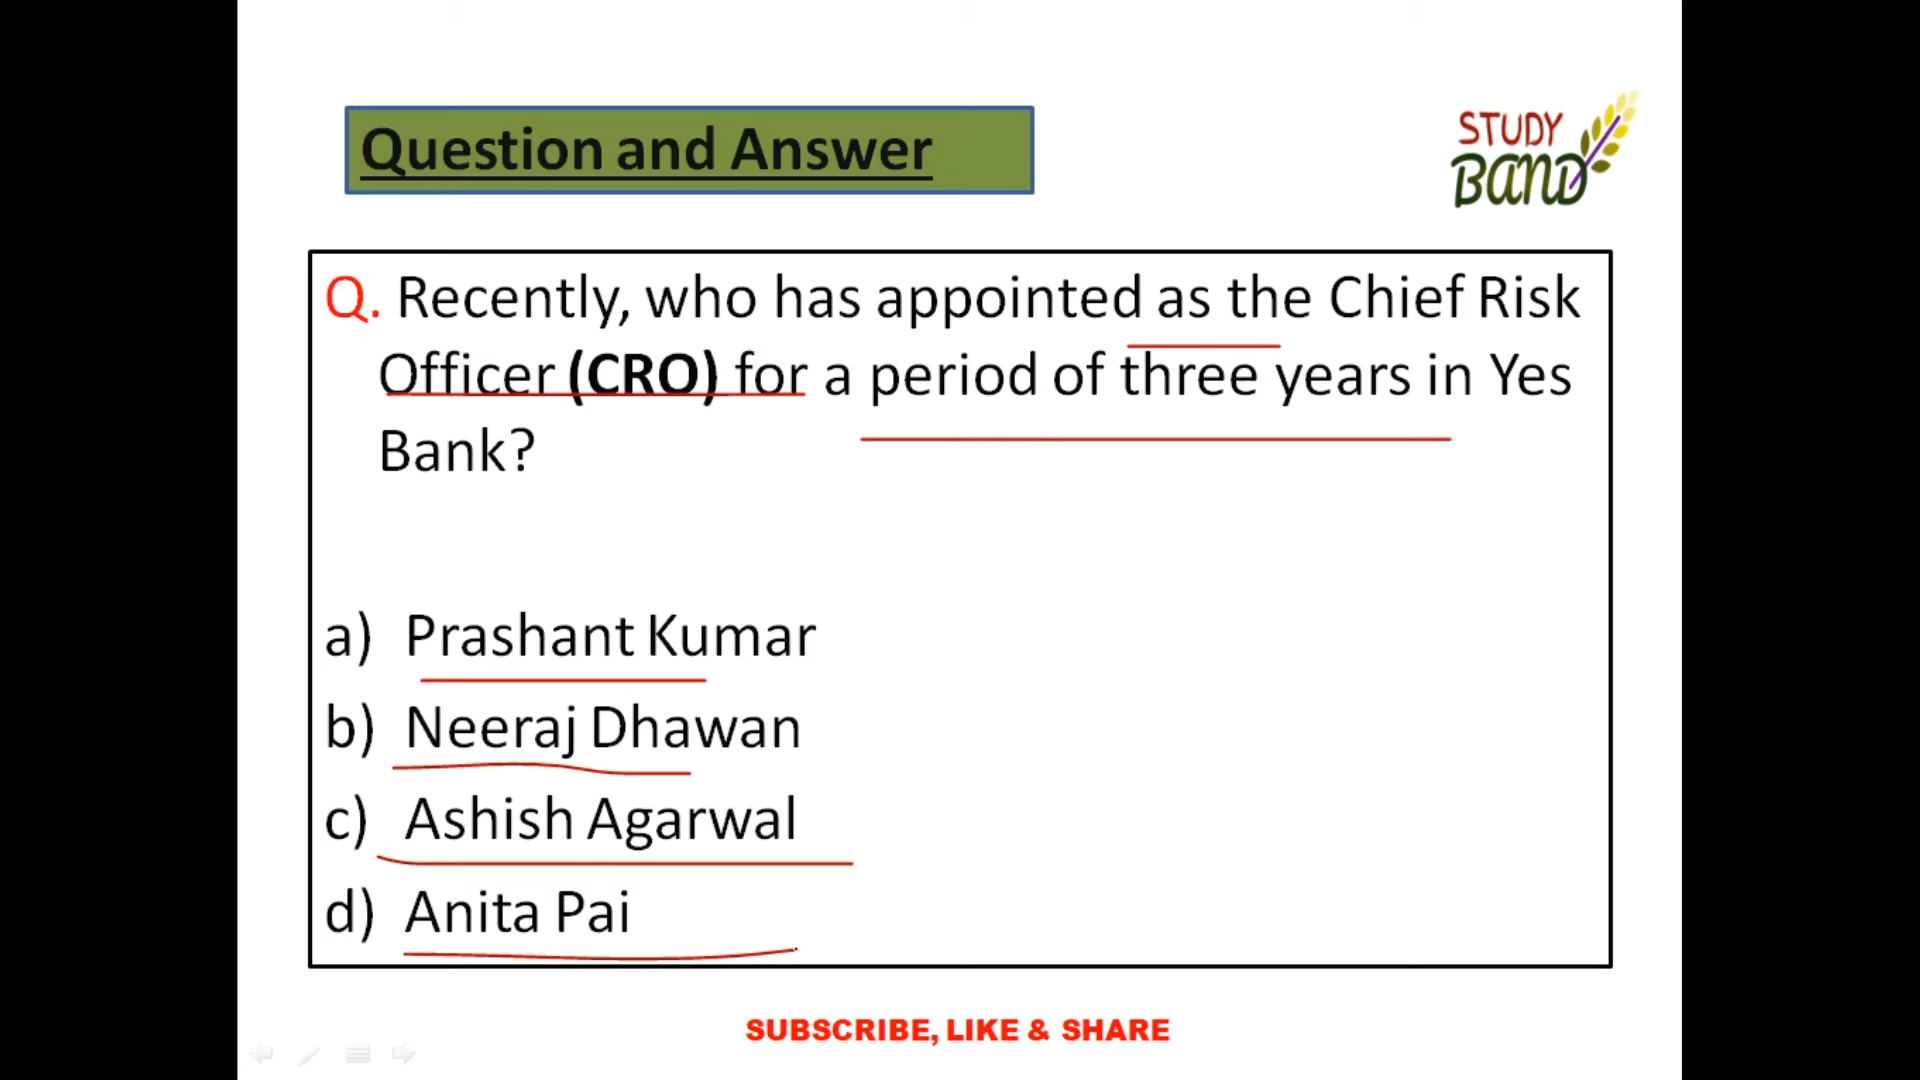 Question and Answer
STUDY
BAND
Q. Recently, who has appointed as the Chief Risk
Officer (CRO) for a period of three years in Yes
Bank?
a) Prashant Kumar
b) Neeraj Dhawan
c) Ashish Agarwal
d) Anita Pai
SUBSCRIBE, LIKE & SHARE